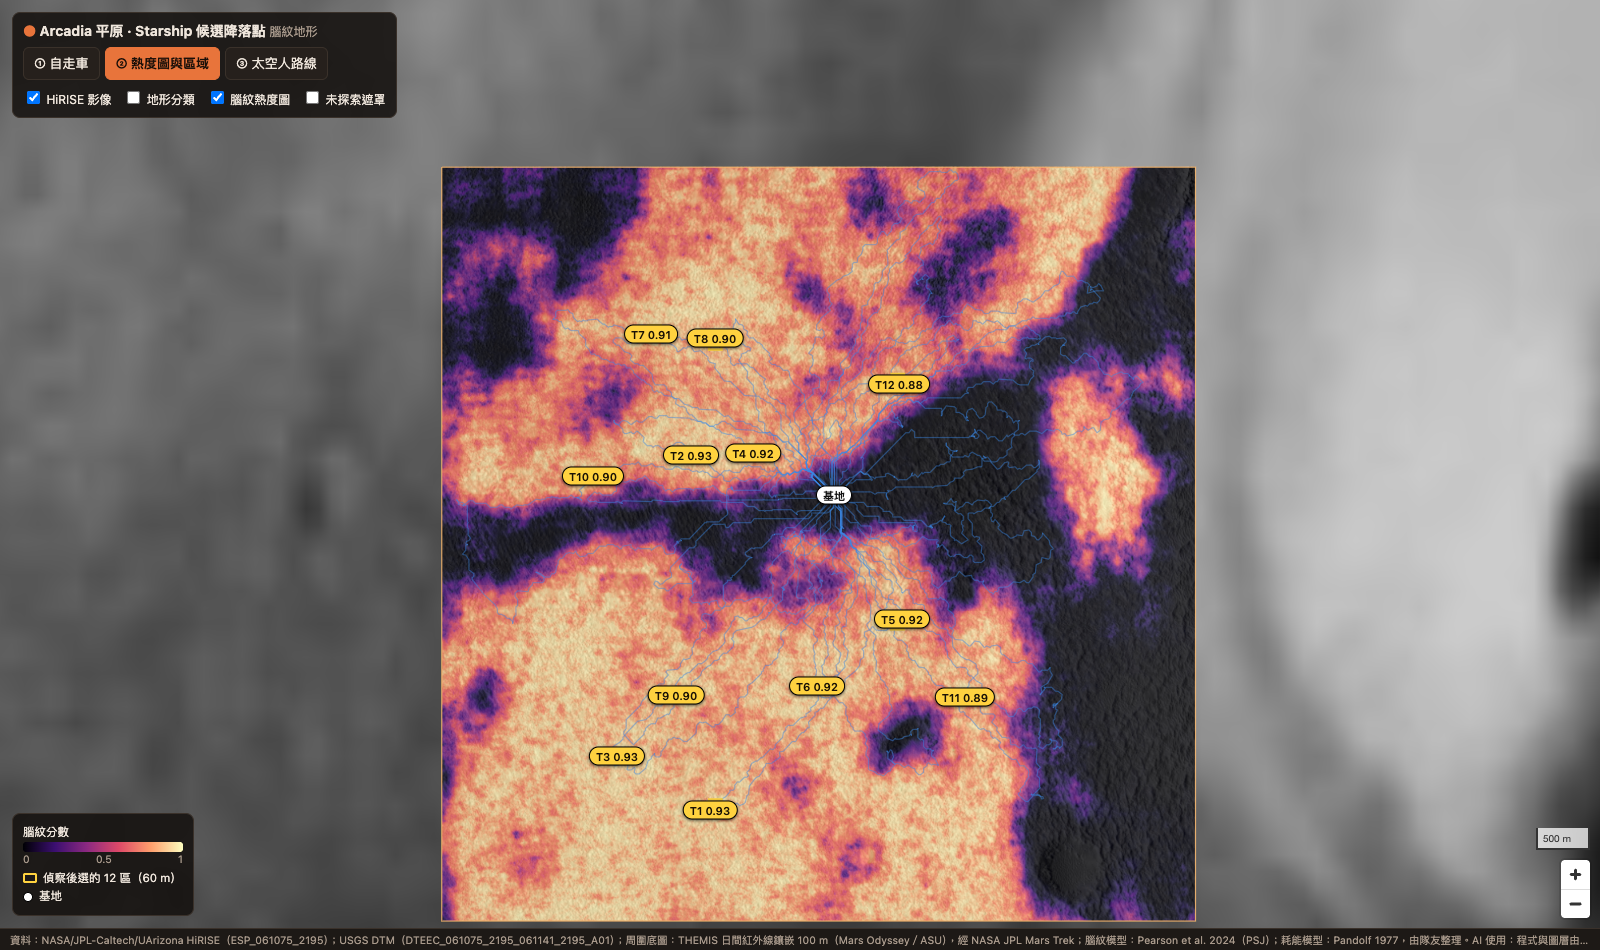 Arcadia 平原 · Starship 候選降落點 腦紋地形
① 自走車 ② 熱度圖與區域 ③ 太空人路線
HiRISE 影像 地形分類 腦紋熱度圖 未探索遮罩
T7 0.91
T8 0.90
T12 0.88
T2 0.93
T4 0.92
T10 0.90
基地
T5 0.92
T6 0.92
T9 0.90
T11 0.89
T3 0.93
T1 0.93
腦紋分數
0 0.5 1
偵察後選的 12 區（60 m）
基地
500 m
+
−
資料：NASA/JPL-Caltech/UArizona HiRISE（ESP_061075_2195）；USGS DTM（DTEEC_061075_2195_061141_2195_A01）；周圍底圖：THEMIS 日間紅外線鑲嵌 100 m（Mars Odyssey / ASU），經 NASA JPL Mars Trek；腦紋模型：Pearson et al. 2024（PSJ）；耗能模型：Pandolf 1977，由隊友整理。AI 使用：程式與圖層由…